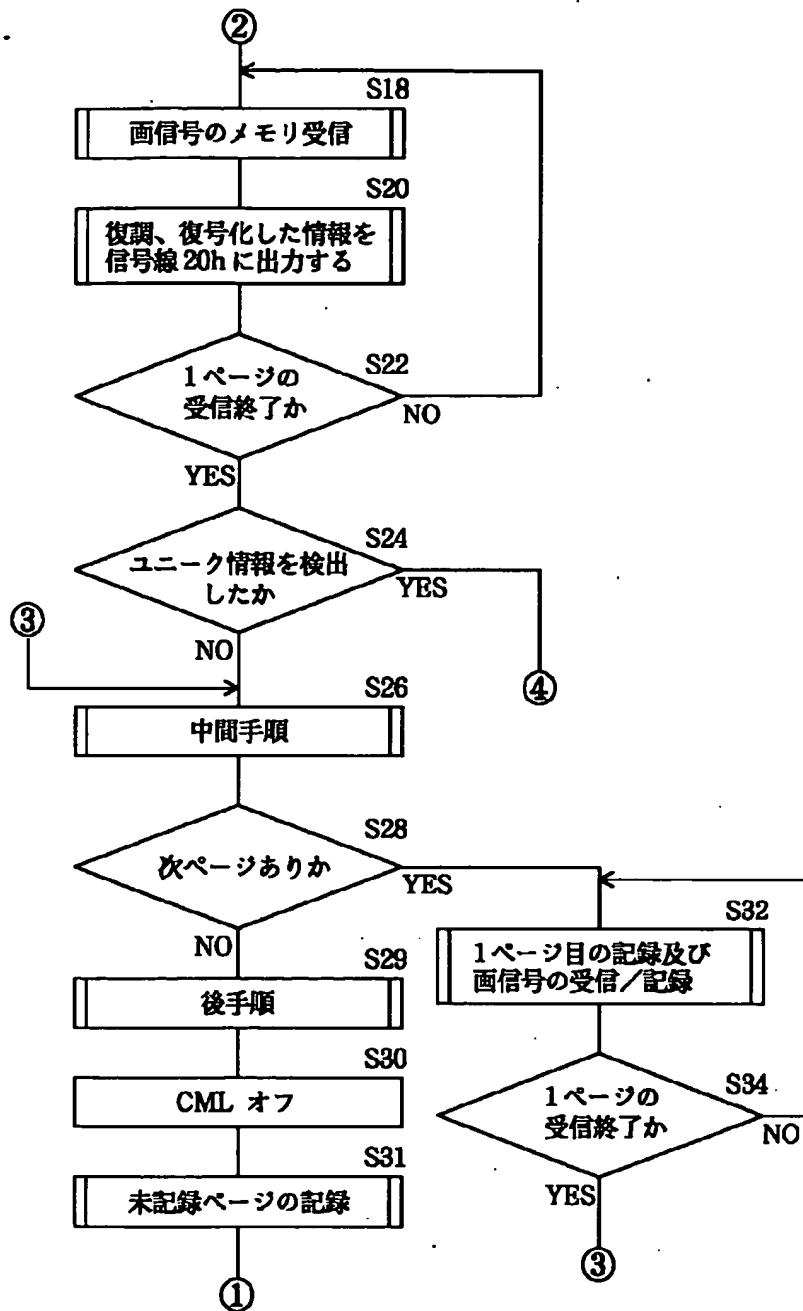 ②
S18
画信号のメモリ受信
S20
復調、復号化した情報を
信号線20hに出力する
S22
1ページの
受信終了か
NO
YES
S24
ユニーク情報を検出
したか
YES
③
NO
④
S26
中間手順
S28
次ページありか
YES
NO
S32
1ページ目の記録及び
画信号の受信/記録
S29
後手順
S30
CML オフ
S34
1ページの
受信終了か
NO
S31
未記録ページの記録
YES
③
①